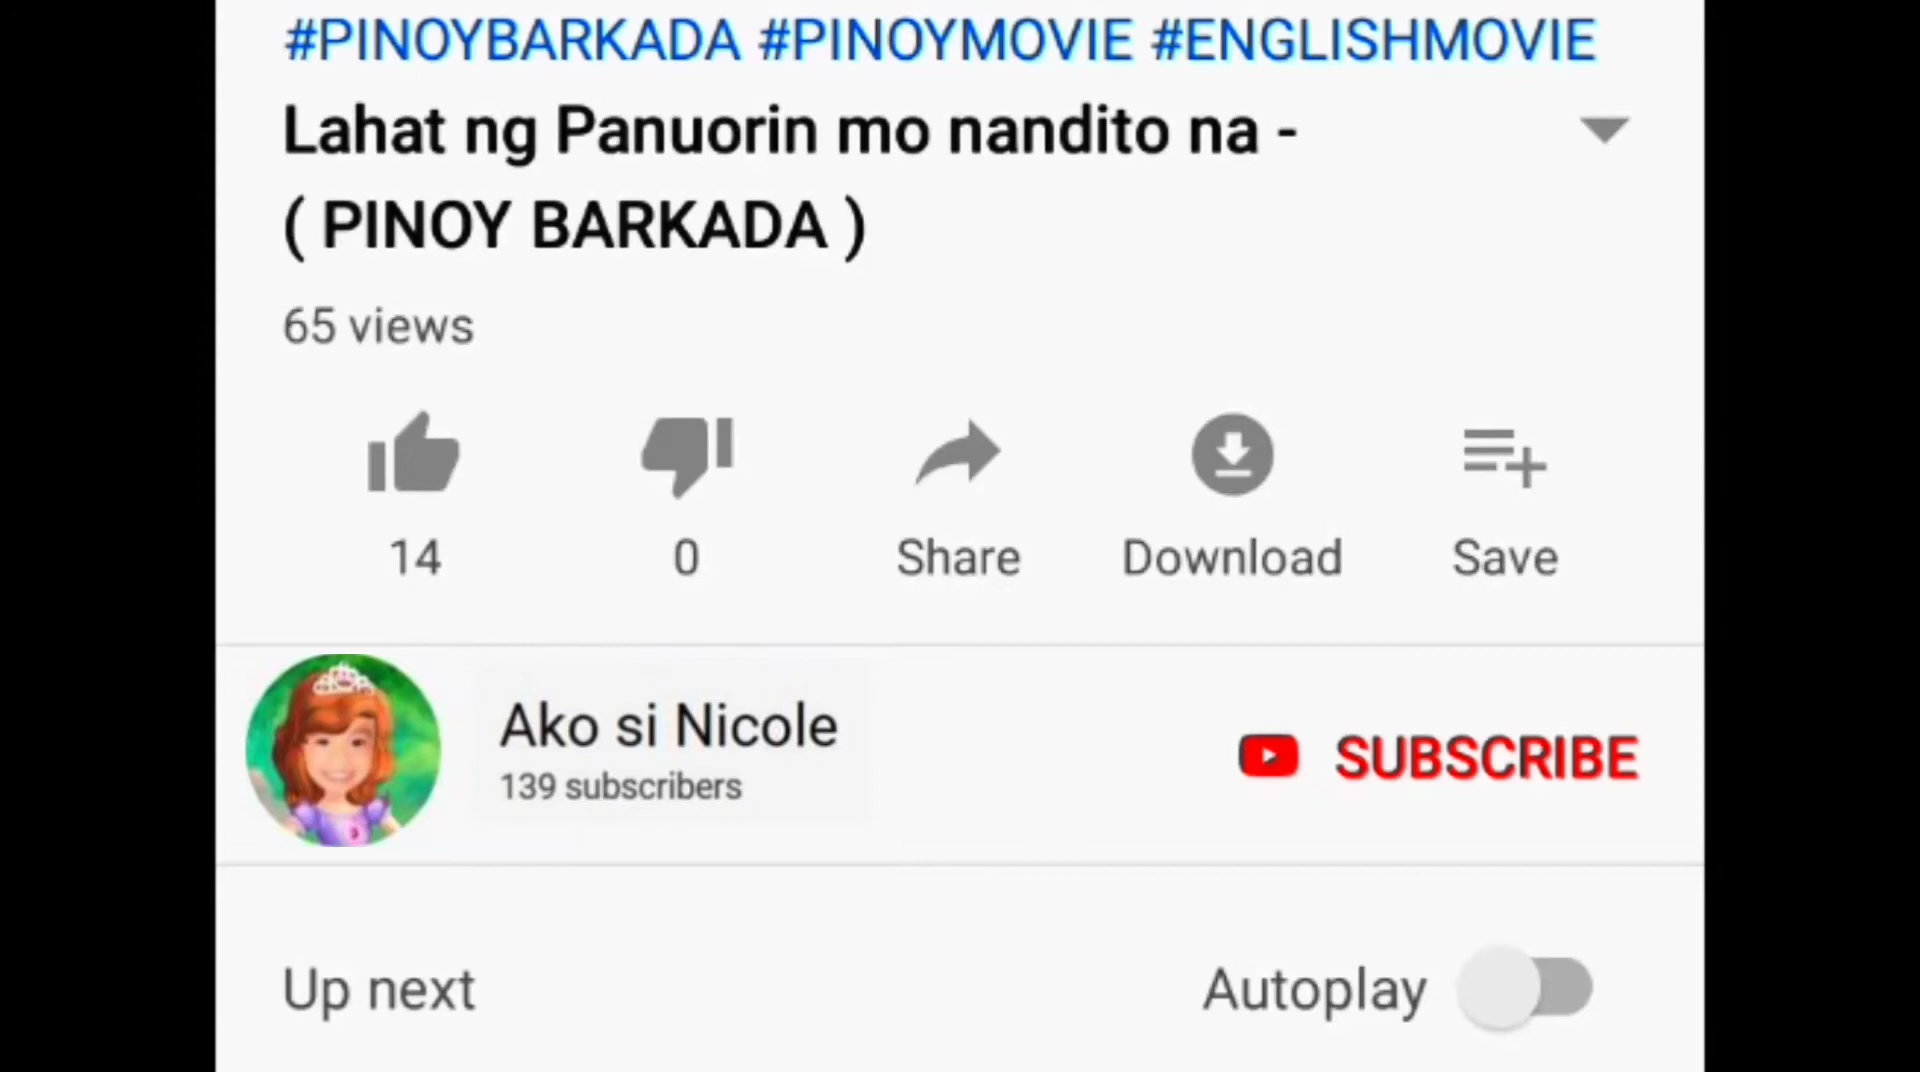 #PINOYBARKADA #PINOYMOVIE #ENGLISHMOVIE
Lahat ng Panuorin mo nandito na -
( PINOY BARKADA )
65 views
14 0 Share Download Save
Ako si Nicole
139 subscribers
SUBSCRIBE
Up next Autoplay